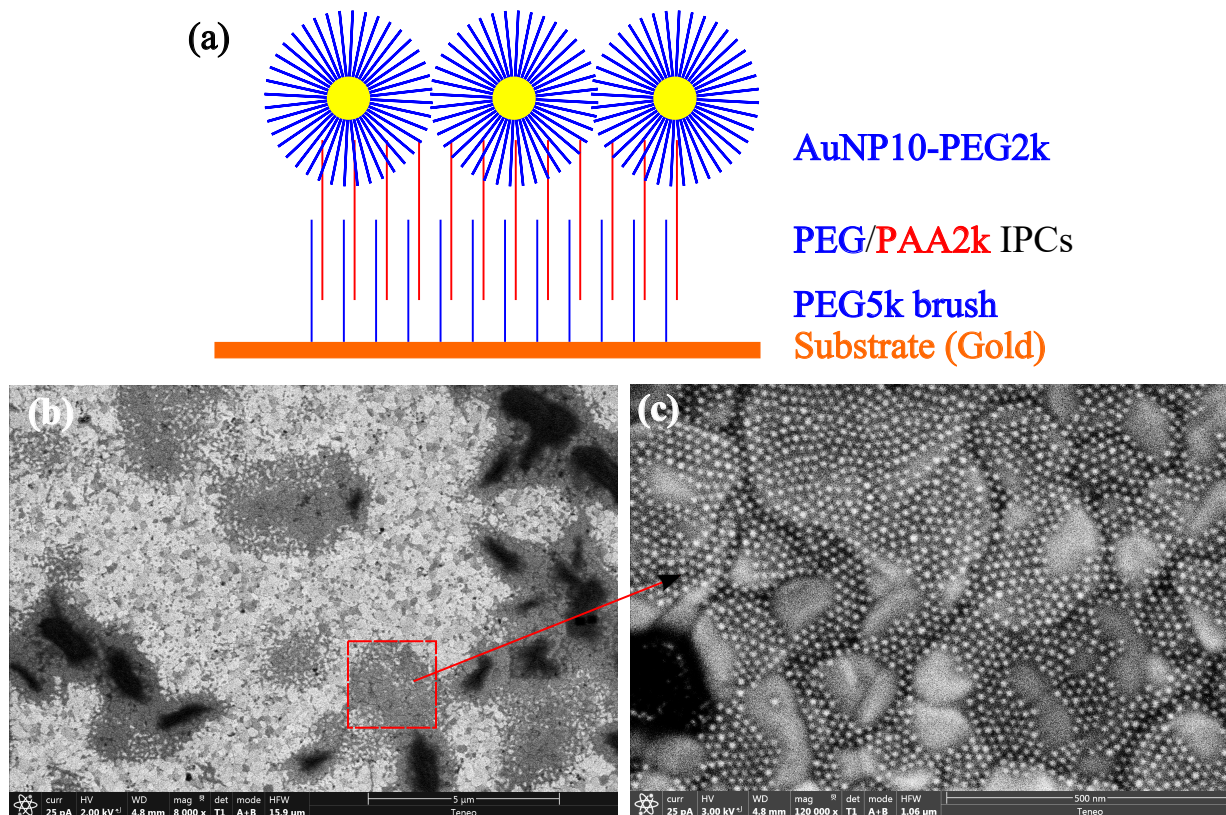 (a)
AuNP10-PEG2k
PEG/PAA2k IPCs
PEG5k brush
Substrate (Gold)
(b)
(c)
curr HV WD mag det mode HFW 5 µm
25 pA 2.00 kV 4.8 mm 8 000 x T1 A+B 15.9 µm Teneo
curr HV WD mag det mode HFW 500 nm
25 pA 3.00 kV 4.8 mm 120 000 x T1 A+B 1.06 µm Teneo